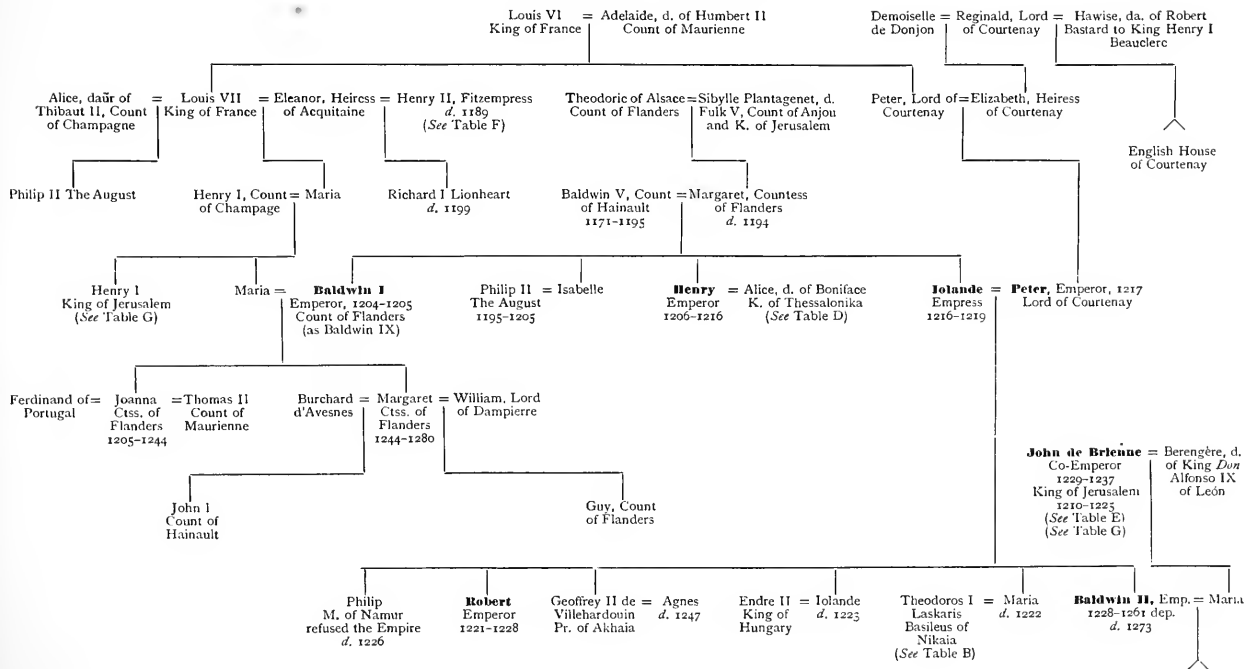 Louis VI = Adelaide, d. of Humbert II
King of France Count of Maurienne
Demoiselle = Reginald, Lord = Hawise, da. of Robert
de Donjon of Courtenay Bastard to King Henry I
Beauclerc
Alice, daūr of = Louis VII = Eleanor, Heiress = Henry II, Fitzempress
Thibaut II, Count King of France of Acquitaine d. 1189
of Champagne (See Table F)
Theodoric of Alsace = Sibylle Plantagenet, d.
Count of Flanders Fulk V, Count of Anjou
and K. of Jerusalem
Peter, Lord of = Elizabeth, Heiress
Courtenay of Courtenay
English House
of Courtenay
Philip II The August
Henry I, Count = Maria
of Champage
Richard I Lionheart
d. 1199
Baldwin V, Count = Margaret, Countess
of Hainault of Flanders
1171-1195 d. 1194
Henry I
King of Jerusalem
(See Table G)
Maria = Baldwin I
Emperor, 1204-1205
Count of Flanders
(as Baldwin IX)
Philip II = Isabelle
The August
1195-1205
Henry = Alice, d. of Boniface
Emperor K. of Thessalonika
1206-1216 (See Table D)
Iolande = Peter, Emperor, 1217
Empress Lord of Courtenay
1216-1219
Ferdinand of = Joanna = Thomas II
Portugal Ctss. of Count of
Flanders Maurienne
1205-1244
Burchard = Margaret = William, Lord
d'Avesnes Ctss. of of Dampierre
Flanders
1244-1280
John I
Count of
Hainault
Guy, Count
of Flanders
John de Brienne = Berengère, d.
Co-Emperor of King Don
1229-1237 Alfonso IX
King of Jerusalem of León
1210-1225
(See Table E)
(See Table G)
Philip
M. of Namur
refused the Empire
d. 1226
Robert
Emperor
1221-1228
Geoffrey II de = Agnes
Villehardouin d. 1247
Pr. of Akhaia
Endre II = Iolande
King of d. 1223
Hungary
Theodoros I = Maria
Laskaris d. 1222
Basileus of
Nikaia
(See Table B)
Baldwin II, Emp. = Maria
1228-1261 dep.
d. 1273